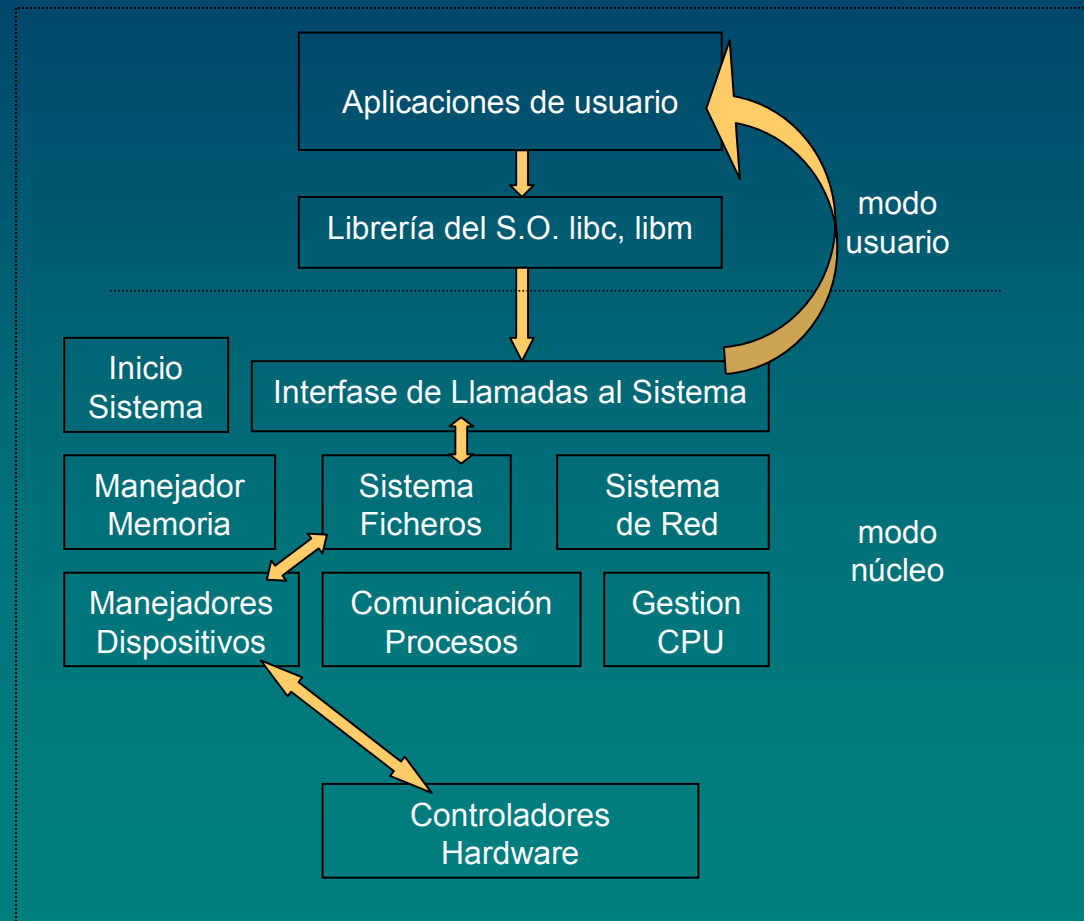 Aplicaciones de usuario
Librería del S.O. libc, libm
modo
usuario
Inicio
Sistema
Interfase de Llamadas al Sistema
Manejador
Memoria
Sistema
Ficheros
Sistema
de Red
modo
núcleo
Manejadores
Dispositivos
Comunicación
Procesos
Gestion
CPU
Controladores
Hardware